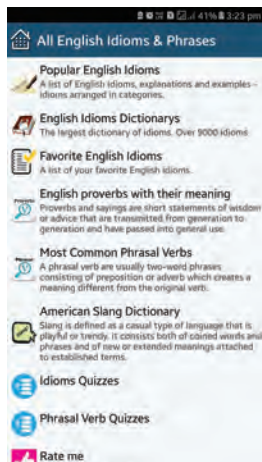 41% 3:23 pm
All English Idioms & Phrases
Popular English Idioms
A list of English idioms, explanations and examples–
idioms arranged in categories.
English Idioms Dictionarys
The largest dictionary of idioms. Over 9000 idioms
Favorite English Idioms
A list of your favorite English idioms.
English proverbs with their meaning
Proverbs and sayings are short statements of wisdom
or advice that are transmitted from generation to
generation and have passed into general use.
Most Common Phrasal Verbs
A phrasal verb are usually two-word phrases
consisting of preposition or adverb which creates a
meaning different from the original verb.
American Slang Dictionary
Slang is defined as a casual type of language that is
playful or trendy. It consists both of coined words and
phrases and of new or extended meanings attached
to established terms.
Idioms Quizzes
Phrasal Verb Quizzes
Rate me